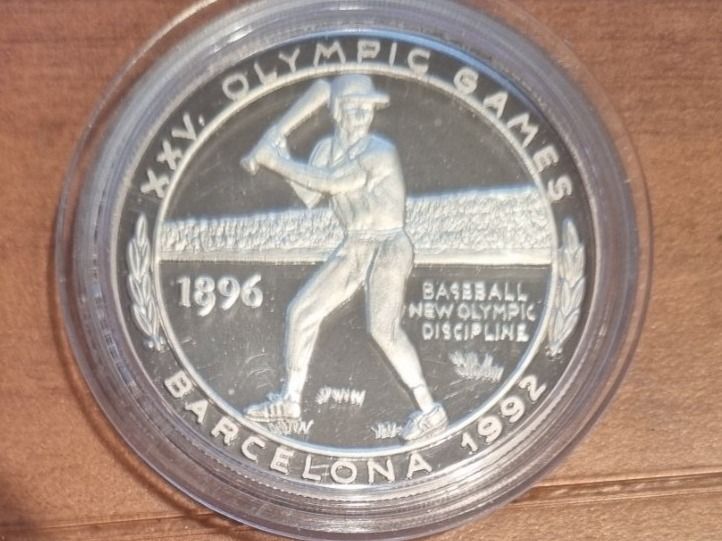 XXV. OLYMPIC GAMES
1896
BASEBALL
NEW OLYMPIC
DISCIPLINE
BARCELONA 1992